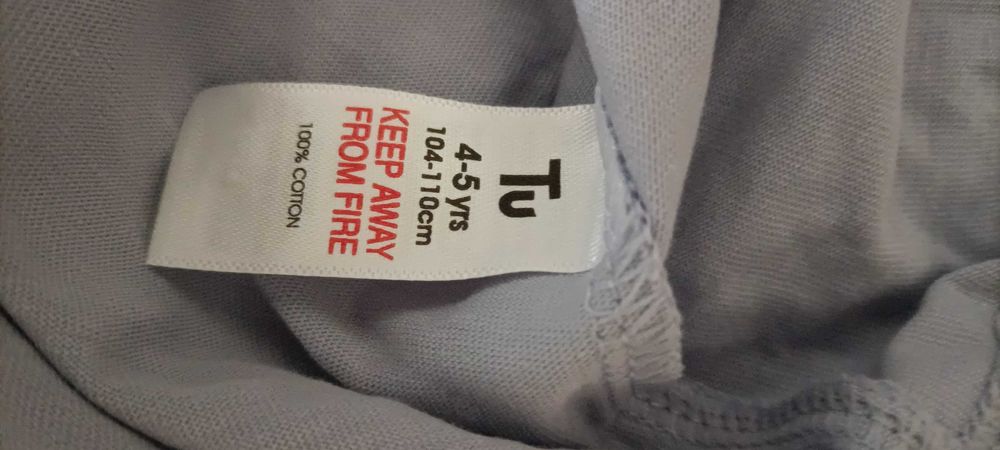 Tu
4-5 yrs
104-110cm
KEEP AWAY
FROM FIRE
100% COTTON